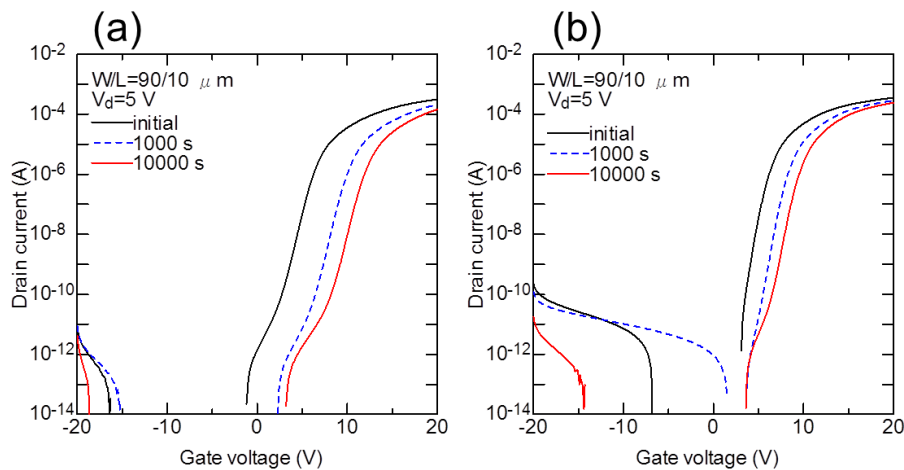 (a)
10-2
10-4
10-6
10-8
10-10
10-12
10-14
Drain current (A)
W/L=90/10 μm
Vd=5 V
initial
1000 s
10000 s
-20 -10 0 10 20
Gate voltage (V)
(b)
10-2
10-4
10-6
10-8
10-10
10-12
10-14
Drain current (A)
W/L=90/10 μm
Vd=5 V
initial
1000 s
10000 s
-20 -10 0 10 20
Gate voltage (V)